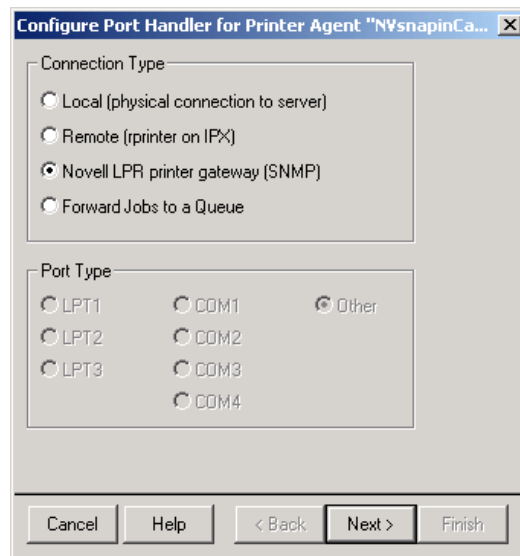 Configure Port Handler for Printer Agent "N¥snapinCa...
Connection Type
Local (physical connection to server)
Remote (rprinter on IPX)
Novell LPR printer gateway (SNMP)
Forward Jobs to a Queue
Port Type
LPT1 COM1 Other
LPT2 COM2
LPT3 COM3
COM4
Cancel Help < Back Next > Finish